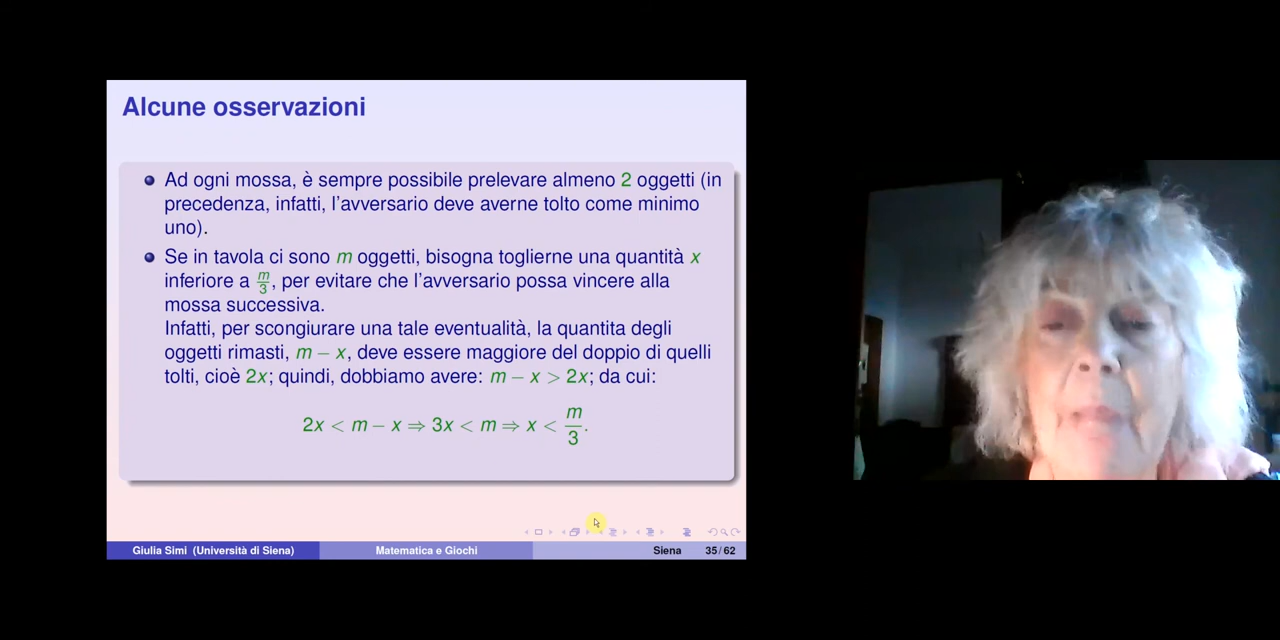 Alcune osservazioni
Ad ogni mossa, è sempre possibile prelevare almeno 2 oggetti (in
precedenza, infatti, l'avversario deve averne tolto come minimo
uno).
Se in tavola ci sono m oggetti, bisogna toglierne una quantità x
inferiore a m/3, per evitare che l'avversario possa vincere alla
mossa successiva.
Infatti, per scongiurare una tale eventualità, la quantita degli
oggetti rimasti, m − x, deve essere maggiore del doppio di quelli
tolti, cioè 2x; quindi, dobbiamo avere: m − x > 2x; da cui:
2x < m − x ⇒ 3x < m ⇒ x < m/3.
Giulia Simi (Università di Siena) Matematica e Giochi Siena 35/62